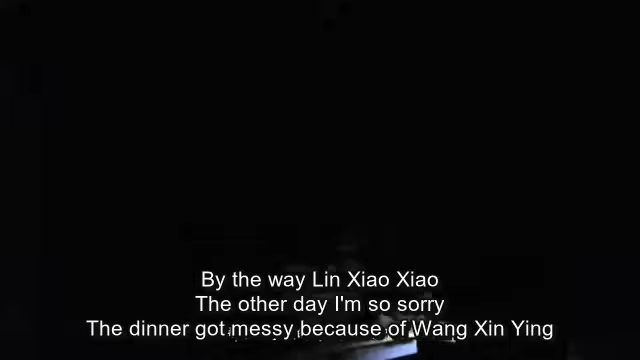 By the way Lin Xiao Xiao
The other day I'm so sorry
The dinner got messy because of Wang Xin Ying